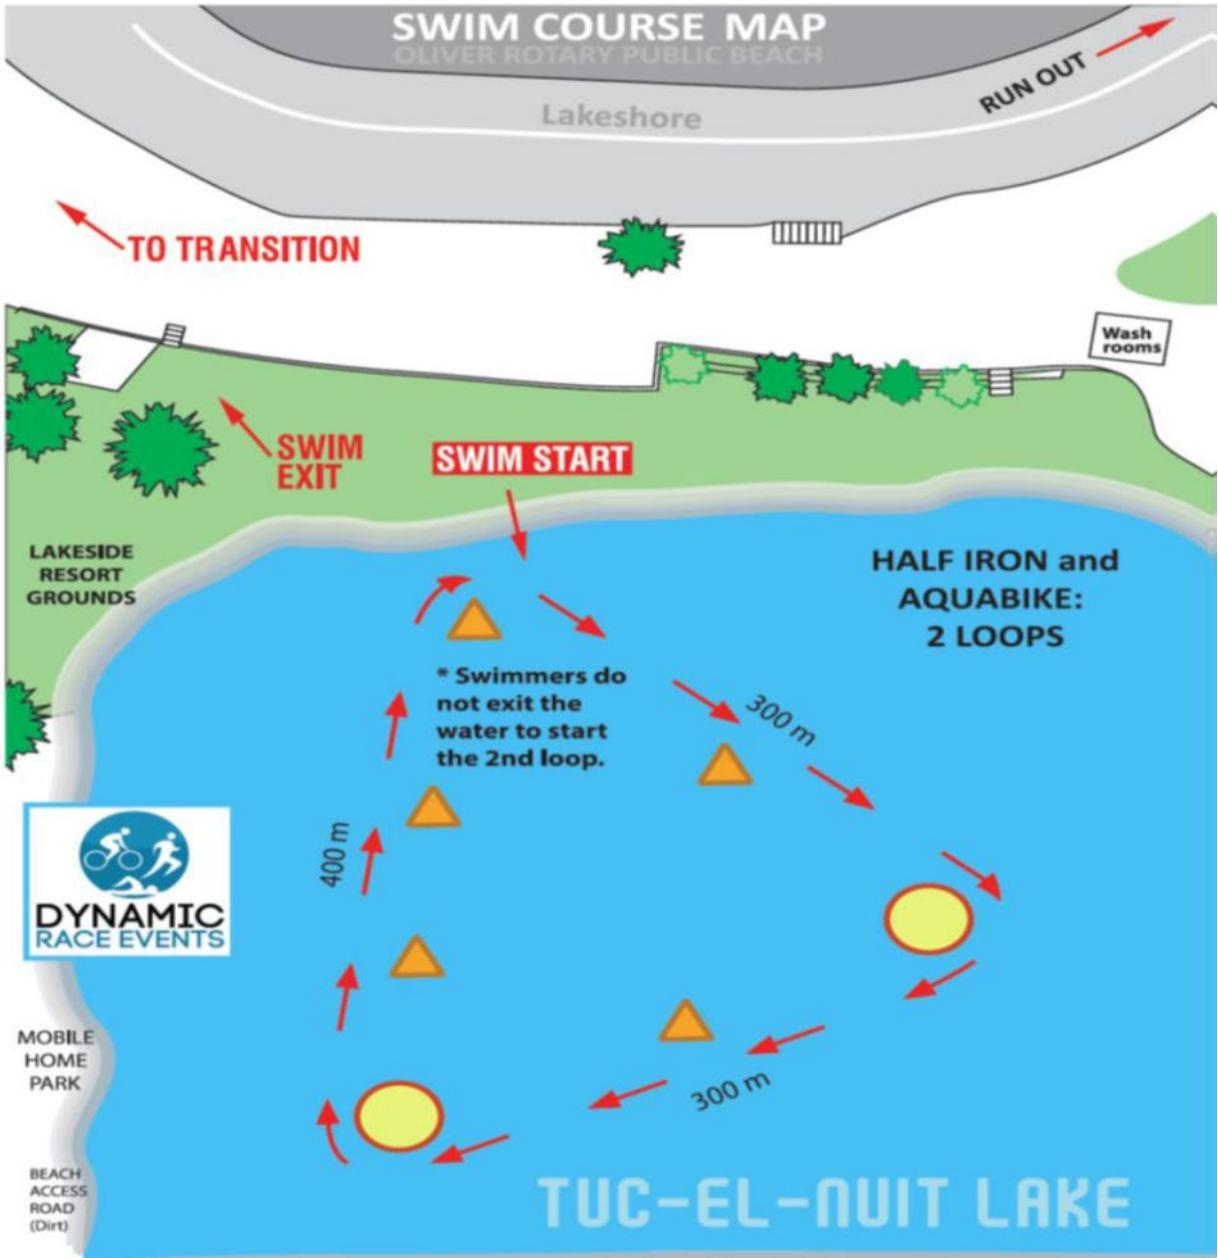 SWIM COURSE MAP
OLIVER ROTARY PUBLIC BEACH
Lakeshore
RUN OUT
TO TRANSITION
Wash
rooms
SWIM
EXIT
SWIM START
LAKESIDE
RESORT
GROUNDS
HALF IRON and
AQUABIKE:
2 LOOPS
* Swimmers do
not exit the
water to start
the 2nd loop.
300 m
400 m
DYNAMIC
RACE EVENTS
MOBILE
HOME
PARK
300 m
BEACH
ACCESS
ROAD
(Dirt)
TUC-EL-NUIT LAKE